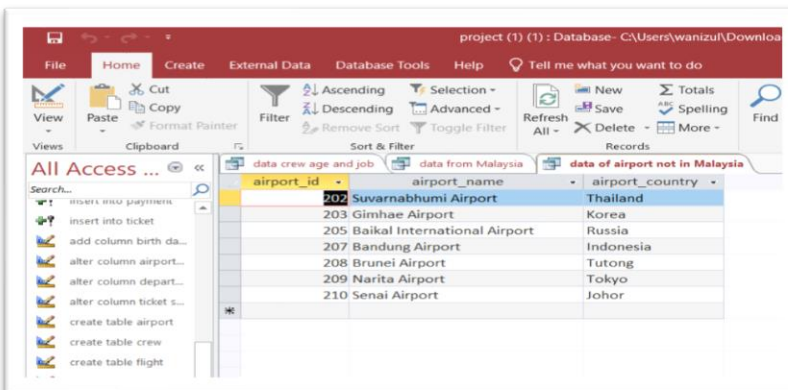 project (1) (1) : Database- C:\Users\wanizul\Downloa
File Home Create External Data Database Tools Help Tell me what you want to do
View
Paste
Cut
Copy
Format Painter
Filter
Ascending
Descending
Remove Sort
Selection
Advanced
Toggle Filter
Refresh
All
New
Save
Delete
Totals
Spelling
More
Find
Views Clipboard Sort & Filter Records
All Access ...
Search...
insert into payment
insert into ticket
add column birth da...
alter column airport...
alter column depart...
alter column ticket s...
create table airport
create table crew
create table flight
data crew age and job data from Malaysia data of airport not in Malaysia
airport_id airport_name airport_country
202 Suvarnabhumi Airport Thailand
203 Gimhae Airport Korea
205 Baikal International Airport Russia
207 Bandung Airport Indonesia
208 Brunei Airport Tutong
209 Narita Airport Tokyo
210 Senai Airport Johor